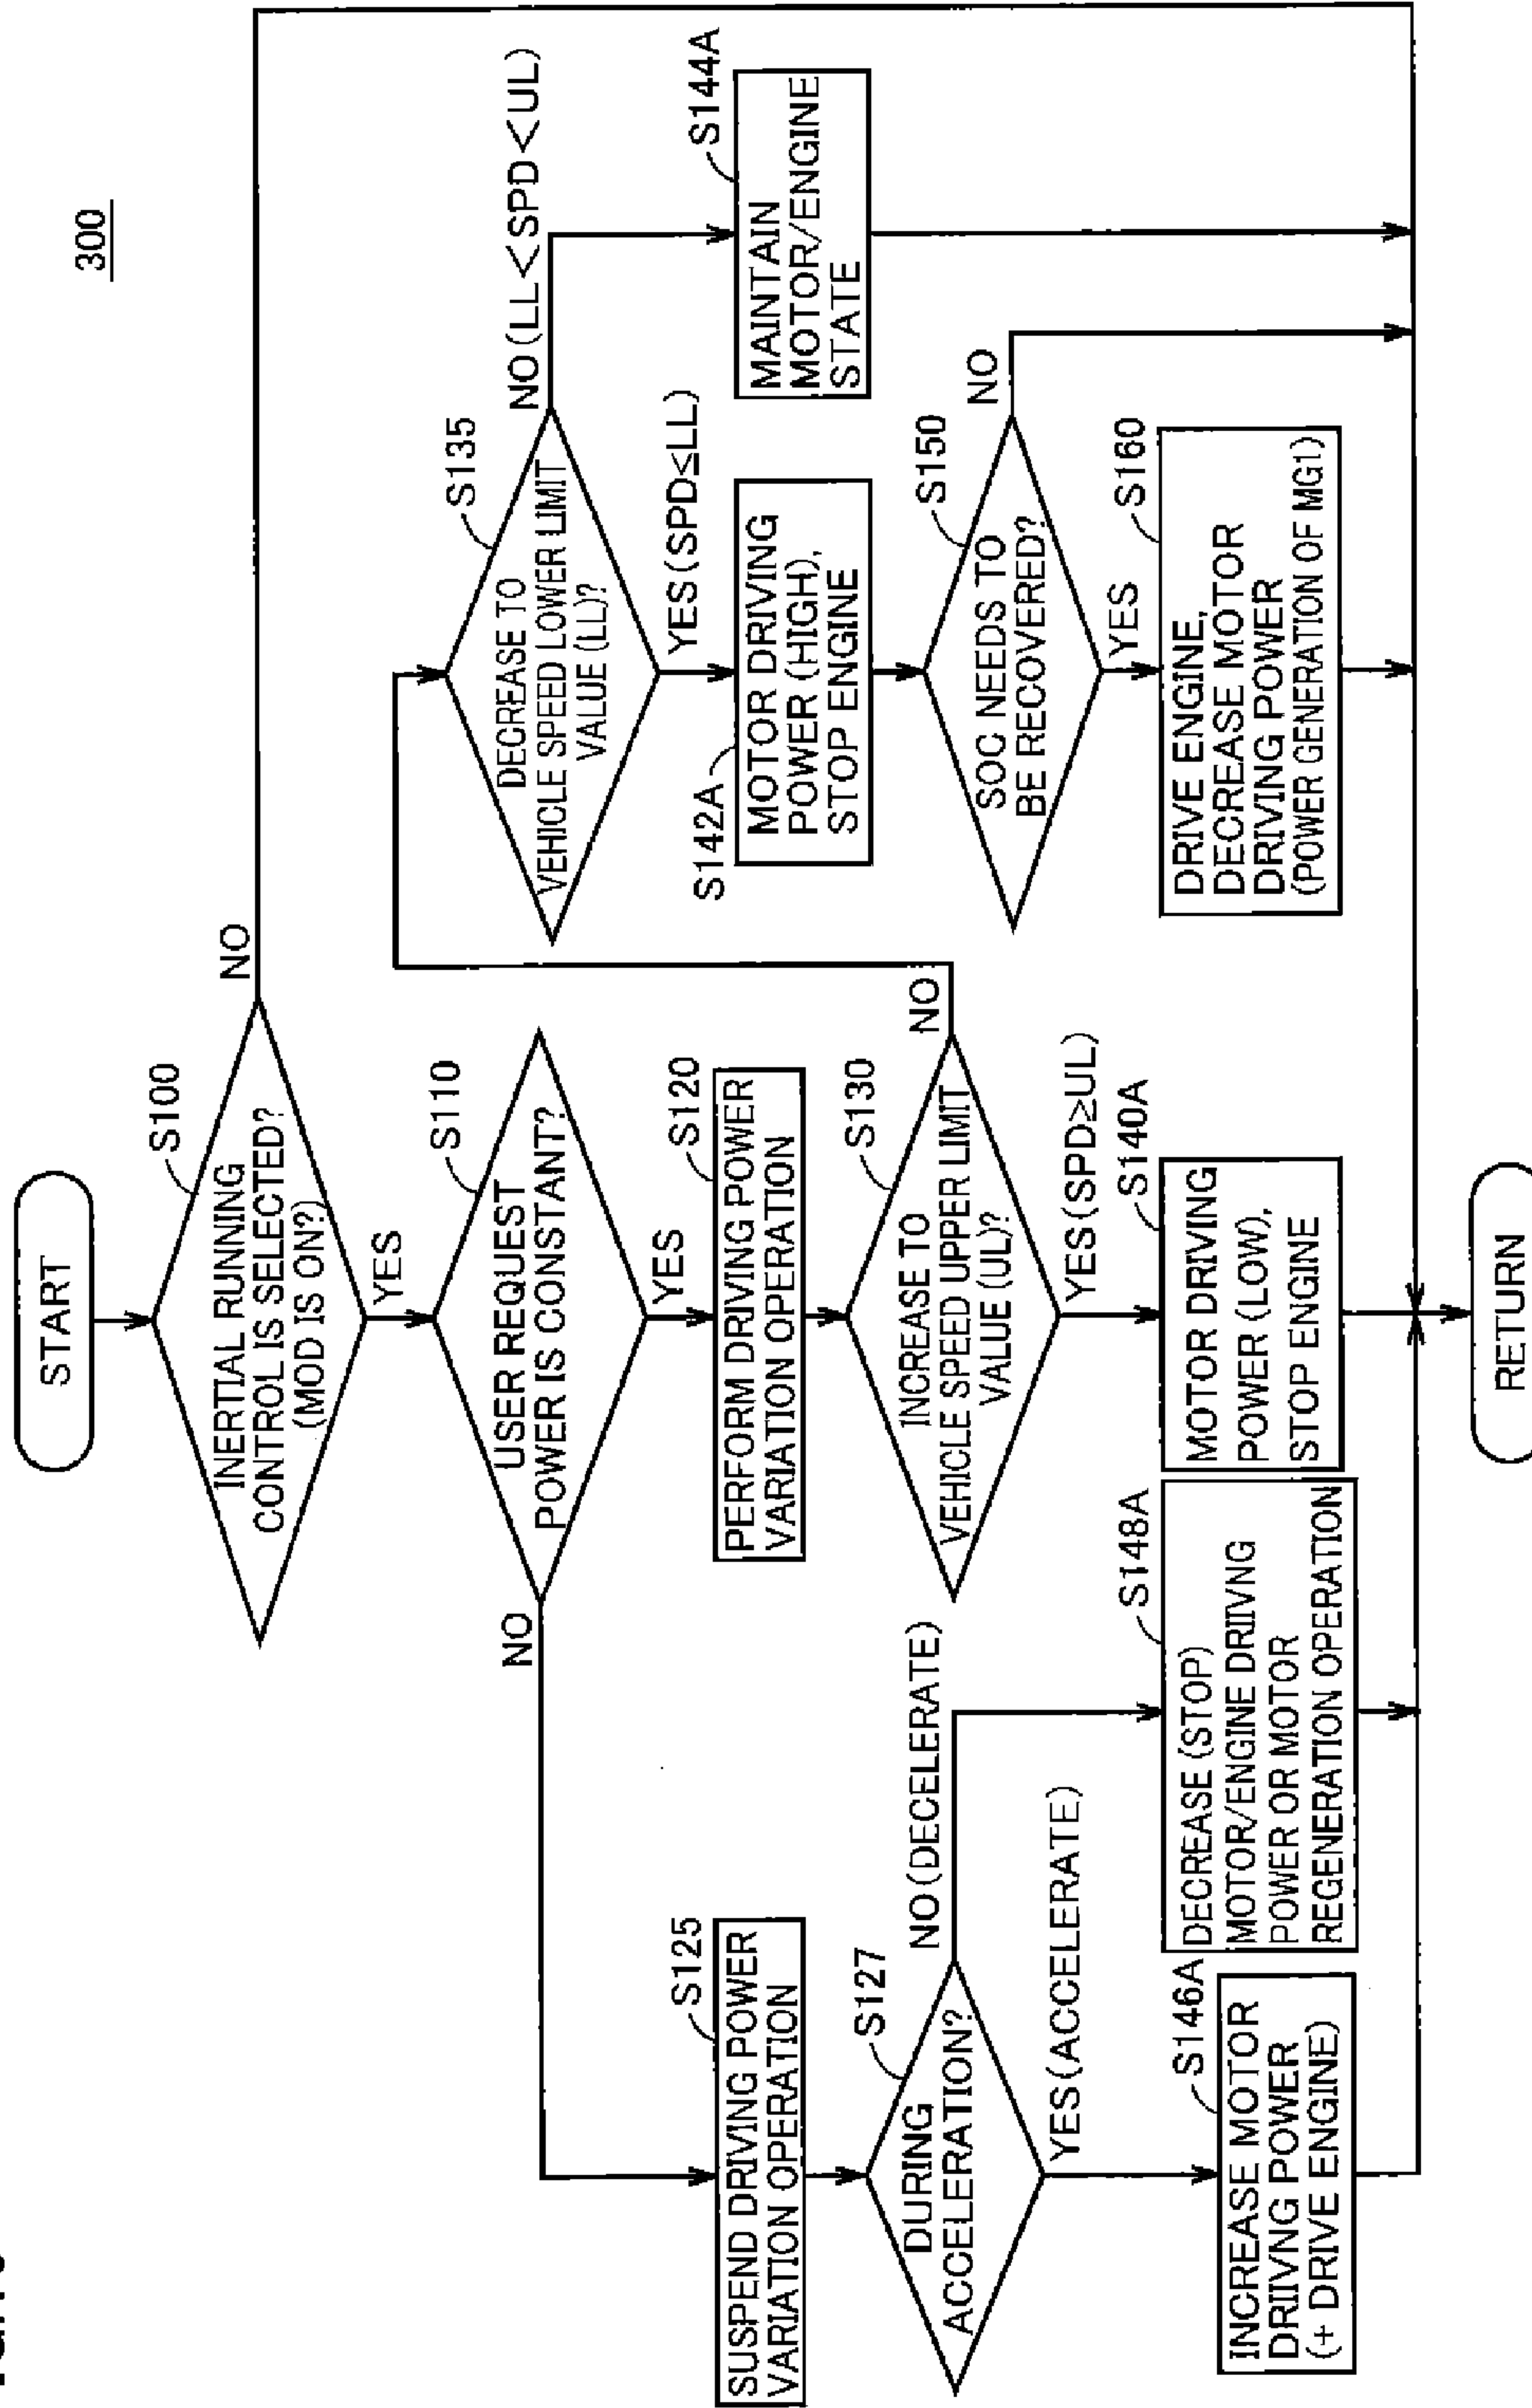 300
START
S100
INERTIAL RUNNING
CONTROL IS SELECTED?
(MOD IS ON?)
NO
YES
S110
USER REQUEST
POWER IS CONSTANT?
NO
YES
S125
SUSPEND DRIVING POWER
VARIATION OPERATION
S120
PERFORM DRIVING POWER
VARIATION OPERATION
S127
DURING
ACCELERATION?
NO(DECELERATE)
YES(ACCELERATE)
S130
INCREASE TO
VEHICLE SPEED UPPER LIMIT
VALUE (UL)?
NO
YES(SPD≥UL)
S135
DECREASE TO
VEHICLE SPEED LOWER LIMIT
VALUE (LL)?
NO(LL<SPD<UL)
YES(SPD≤LL)
S142A
MOTOR DRIVING
POWER (HIGH),
STOP ENGINE
S144A
MAINTAIN
MOTOR/ENGINE
STATE
S150
SOC NEEDS TO
BE RECOVERED?
NO
YES
S146A
INCREASE MOTOR
DRIIVNG POWER
(+ DRIVE ENGINE)
S148A
DECREASE (STOP)
MOTOR/ENGINE DRIIVNG
POWER OR MOTOR
REGENERATION OPERATION
S140A
MOTOR DRIVING
POWER (LOW),
STOP ENGINE
S160
DRIVE ENGINE,
DECREASE MOTOR
DRIVING POWER
(POWER GENERATION OF MG1)
RETURN